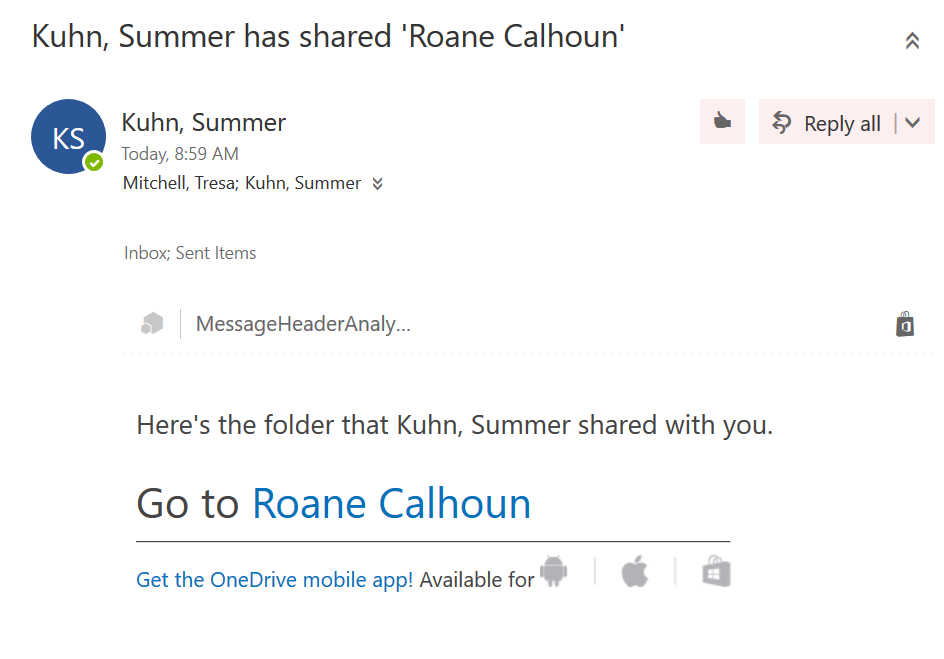 Kuhn, Summer has shared 'Roane Calhoun'
KS
Kuhn, Summer
Today, 8:59 AM
Mitchell, Tresa; Kuhn, Summer
Reply all
Inbox; Sent Items
MessageHeaderAnaly...
Here's the folder that Kuhn, Summer shared with you.
Go to Roane Calhoun
Get the OneDrive mobile app! Available for